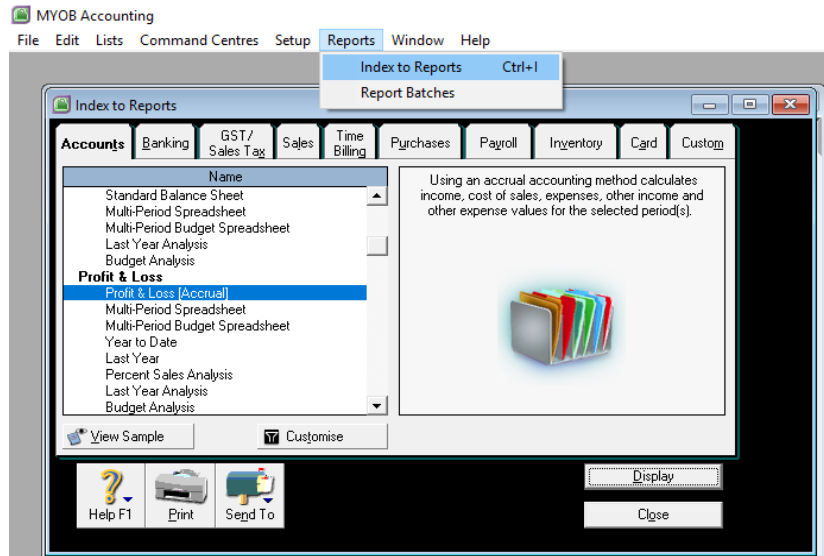 MYOB Accounting
File Edit Lists Command Centres Setup Reports Window Help
Index to Reports Ctrl+I
Report Batches
Index to Reports
Accounts Banking GST/ Sales Tax Sales Time Billing Purchases Payroll Inventory Card Custom
Name
Standard Balance Sheet
Multi-Period Spreadsheet
Multi-Period Budget Spreadsheet
Last Year Analysis
Budget Analysis
Profit & Loss
Profit & Loss [Accrual]
Multi-Period Spreadsheet
Multi-Period Budget Spreadsheet
Year to Date
Last Year
Percent Sales Analysis
Last Year Analysis
Budget Analysis
Using an accrual accounting method calculates
income, cost of sales, expenses, other income and
other expense values for the selected period(s).
View Sample Customise
Help F1 Print Send To
Display
Close